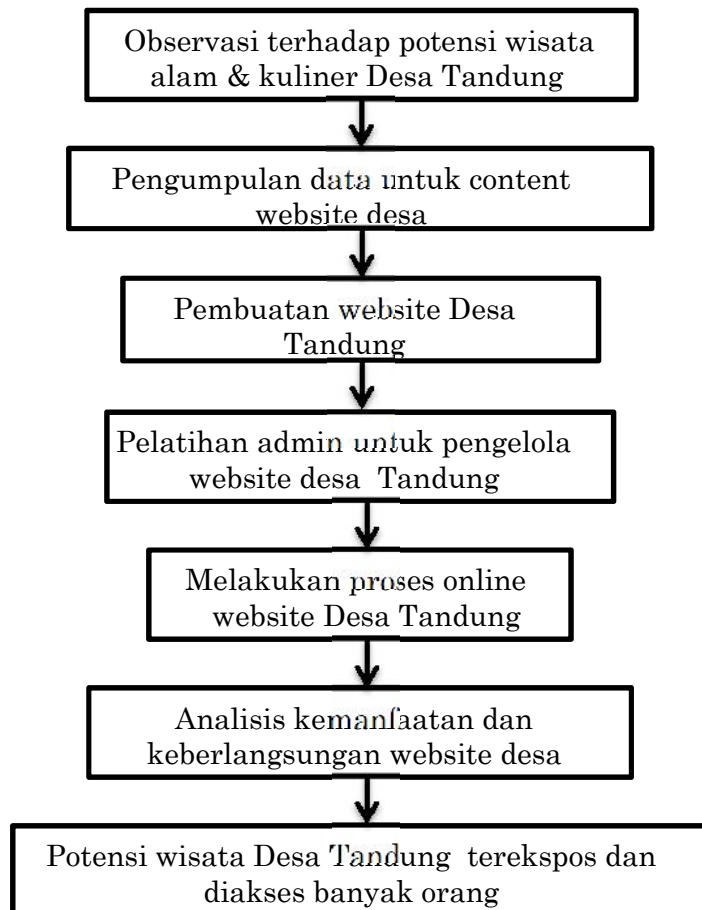 Observasi terhadap potensi wisata
alam & kuliner Desa Tandung
Pengumpulan data untuk content
website desa
Pembuatan website Desa
Tandung
Pelatihan admin untuk pengelola
website desa Tandung
Melakukan proses online
website Desa Tandung
Analisis kemanfaatan dan
keberlangsungan website desa
Potensi wisata Desa Tandung terekspos dan
diakses banyak orang